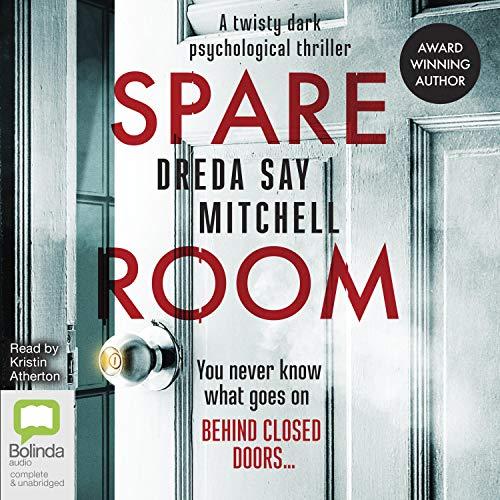 A twisty dark
psychological thriller
AWARD
WINNING
AUTHOR
SPARE
DREDA SAY
MITCHELL
ROOM
Read by
Kristin
Atherton
You never know
what goes on
BEHIND CLOSED
DOORS...
Bolinda
audio
complete
& unabridged